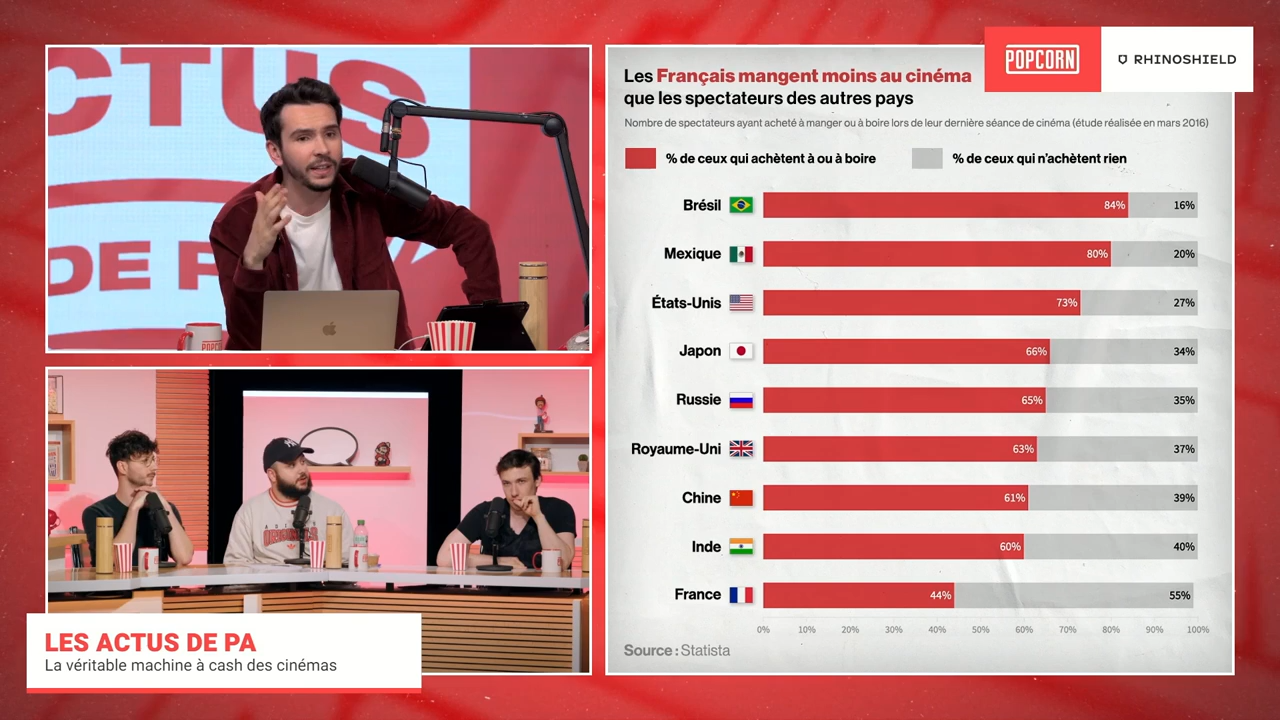 CTUS
DE P
POPCORN
RHINOSHIELD
Les Français mangent moins au cinéma
que les spectateurs des autres pays
Nombre de spectateurs ayant acheté à manger ou à boire lors de leur dernière séance de cinéma (étude réalisée en mars 2016)
% de ceux qui achètent à ou à boire
% de ceux qui n'achètent rien
Brésil 84% 16%
Mexique 80% 20%
États-Unis 73% 27%
Japon 66% 34%
Russie 65% 35%
Royaume-Uni 63% 37%
Chine 61% 39%
Inde 60% 40%
France 44% 55%
0% 10% 20% 30% 40% 50% 60% 70% 80% 90% 100%
Source : Statista
LES ACTUS DE PA
La véritable machine à cash des cinémas